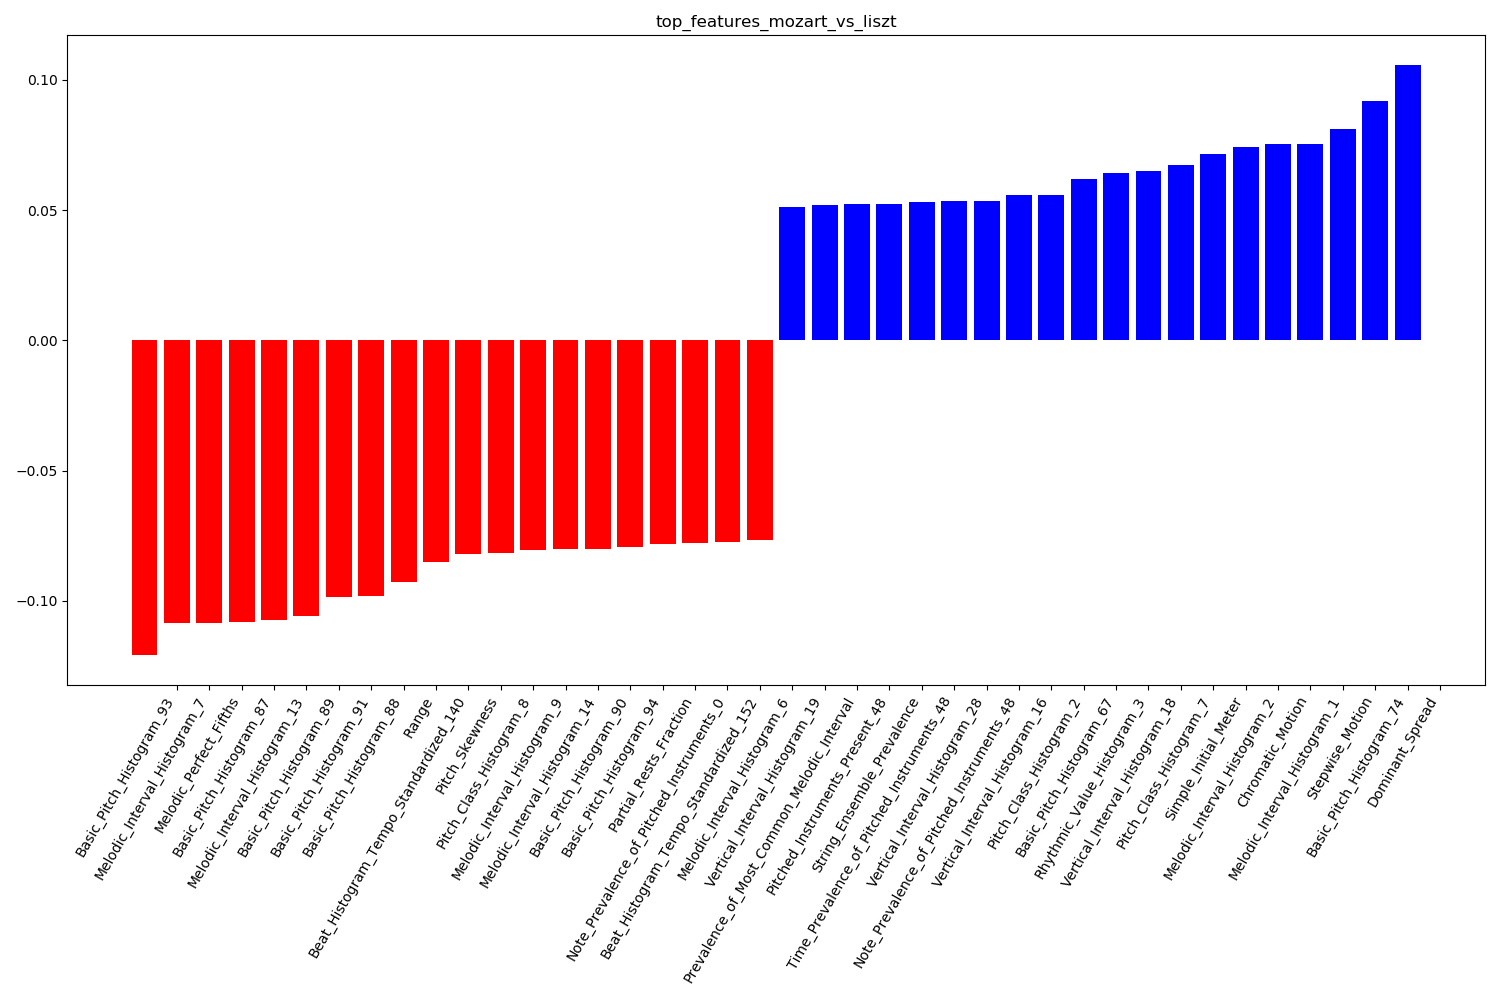 top_features_mozart_vs_liszt
0.10
0.05
0.00
−0.05
−0.10
Basic_Pitch_Histogram_93
Melodic_Interval_Histogram_7
Melodic_Perfect_Fifths
Basic_Pitch_Histogram_87
Melodic_Interval_Histogram_13
Basic_Pitch_Histogram_89
Basic_Pitch_Histogram_91
Basic_Pitch_Histogram_88
Range
Beat_Histogram_Tempo_Standardized_140
Pitch_Skewness
Pitch_Class_Histogram_8
Melodic_Interval_Histogram_9
Melodic_Interval_Histogram_14
Basic_Pitch_Histogram_90
Basic_Pitch_Histogram_94
Partial_Rests_Fraction
Note_Prevalence_of_Pitched_Instruments_0
Beat_Histogram_Tempo_Standardized_152
Melodic_Interval_Histogram_6
Vertical_Interval_Histogram_19
Prevalence_of_Most_Common_Melodic_Interval
Pitched_Instruments_Present_48
String_Ensemble_Prevalence
Time_Prevalence_of_Pitched_Instruments_48
Vertical_Interval_Histogram_28
Note_Prevalence_of_Pitched_Instruments_48
Vertical_Interval_Histogram_16
Pitch_Class_Histogram_2
Basic_Pitch_Histogram_67
Rhythmic_Value_Histogram_3
Vertical_Interval_Histogram_18
Pitch_Class_Histogram_7
Simple_Initial_Meter
Melodic_Interval_Histogram_2
Chromatic_Motion
Melodic_Interval_Histogram_1
Stepwise_Motion
Basic_Pitch_Histogram_74
Dominant_Spread